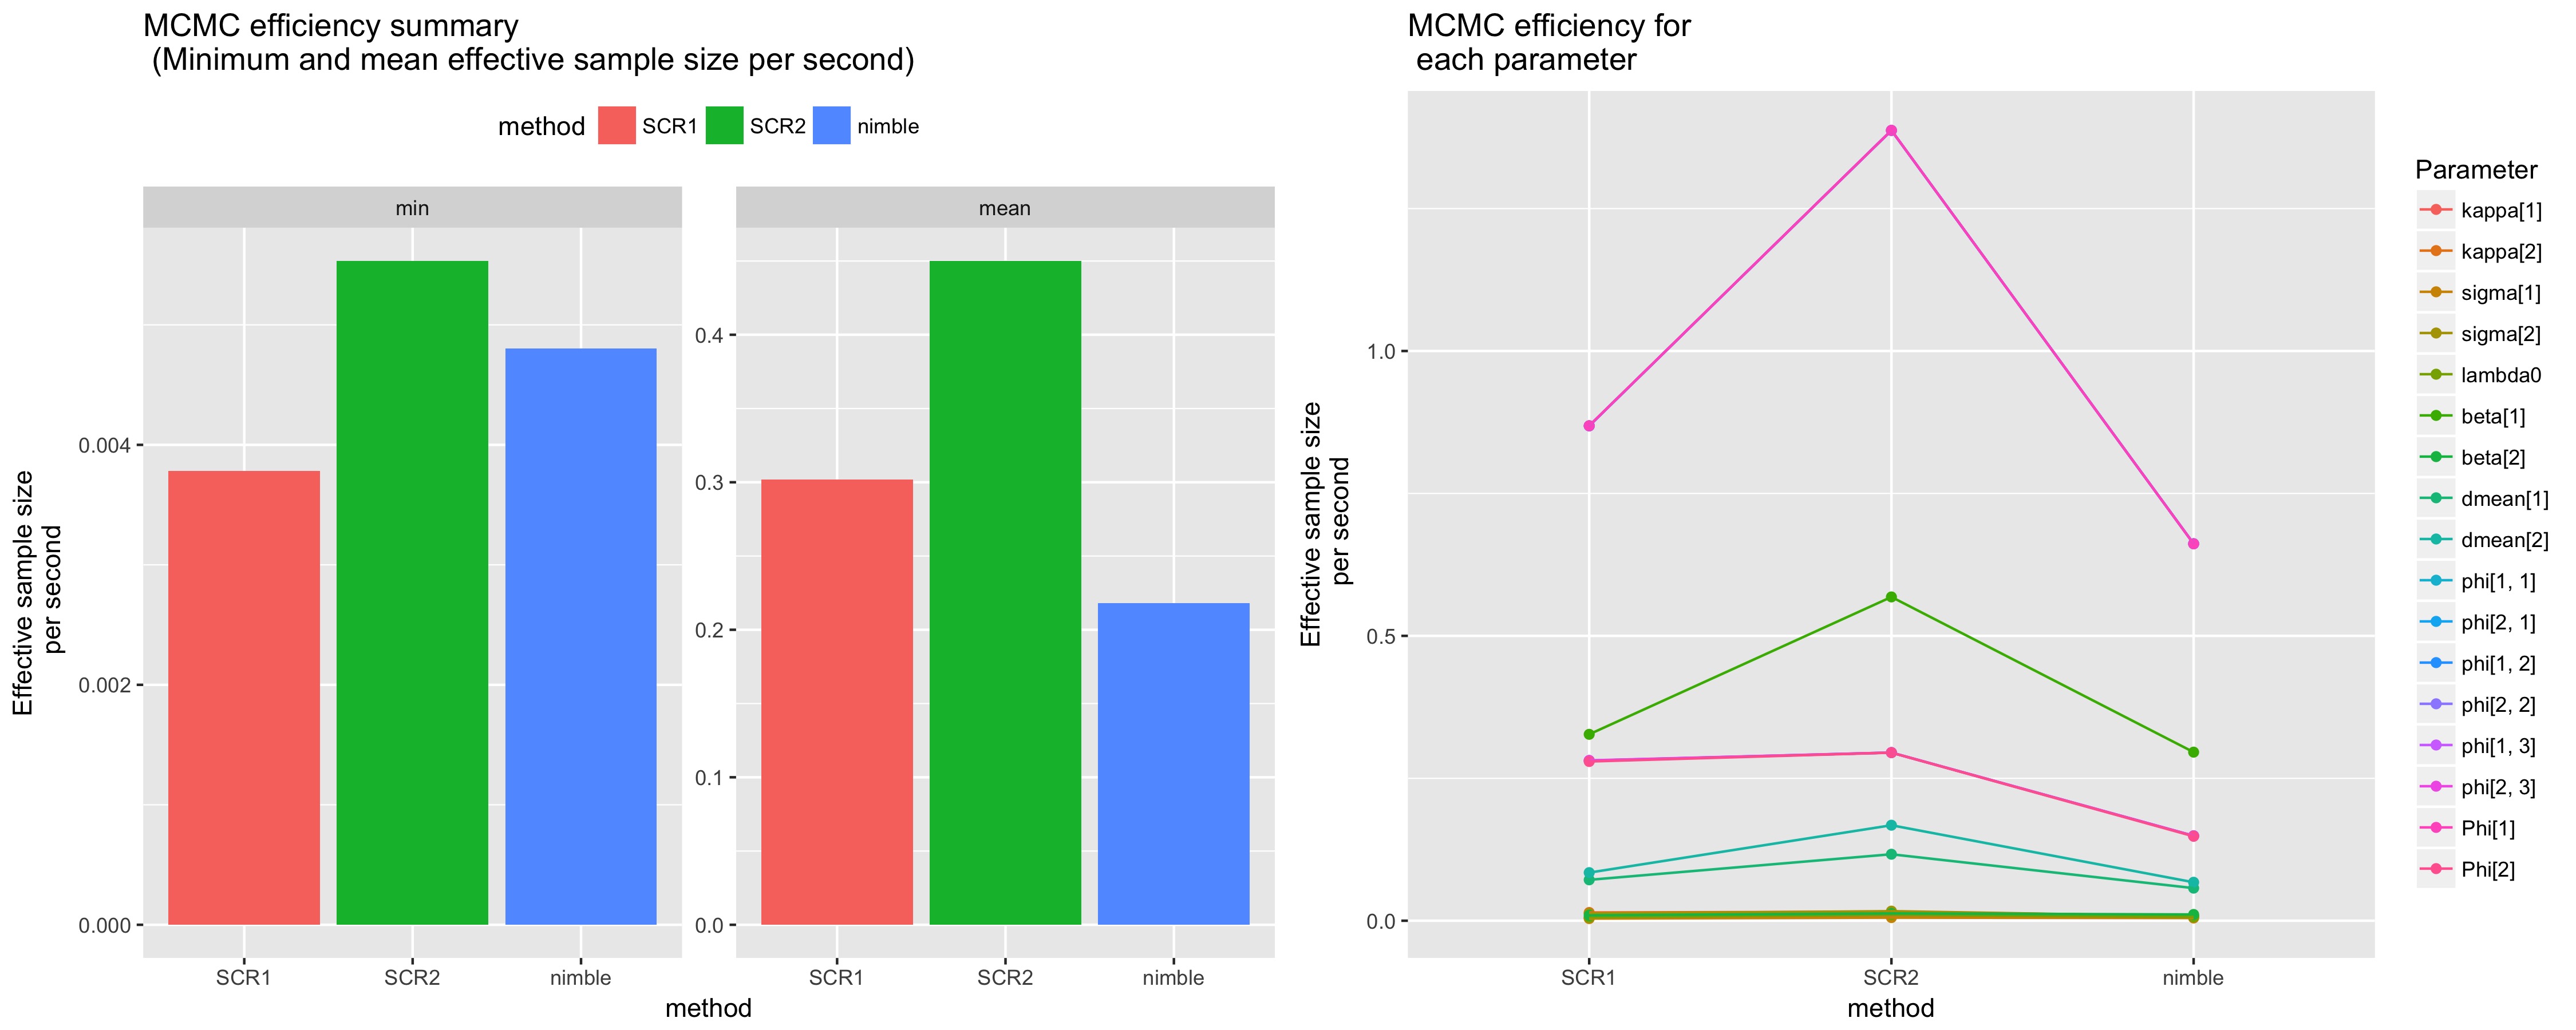 MCMC efficiency summary
(Minimum and mean effective sample size per second)
method SCR1 SCR2 nimble
min
mean
Effective sample size
per second
0.004
0.002
0.000
0.4
0.3
0.2
0.1
0.0
SCR1 SCR2 nimble
SCR1 SCR2 nimble
method
MCMC efficiency for
each parameter
Effective sample size
per second
1.0
0.5
0.0
SCR1 SCR2 nimble
method
Parameter
kappa[1]
kappa[2]
sigma[1]
sigma[2]
lambda0
beta[1]
beta[2]
dmean[1]
dmean[2]
phi[1, 1]
phi[2, 1]
phi[1, 2]
phi[2, 2]
phi[1, 3]
phi[2, 3]
Phi[1]
Phi[2]